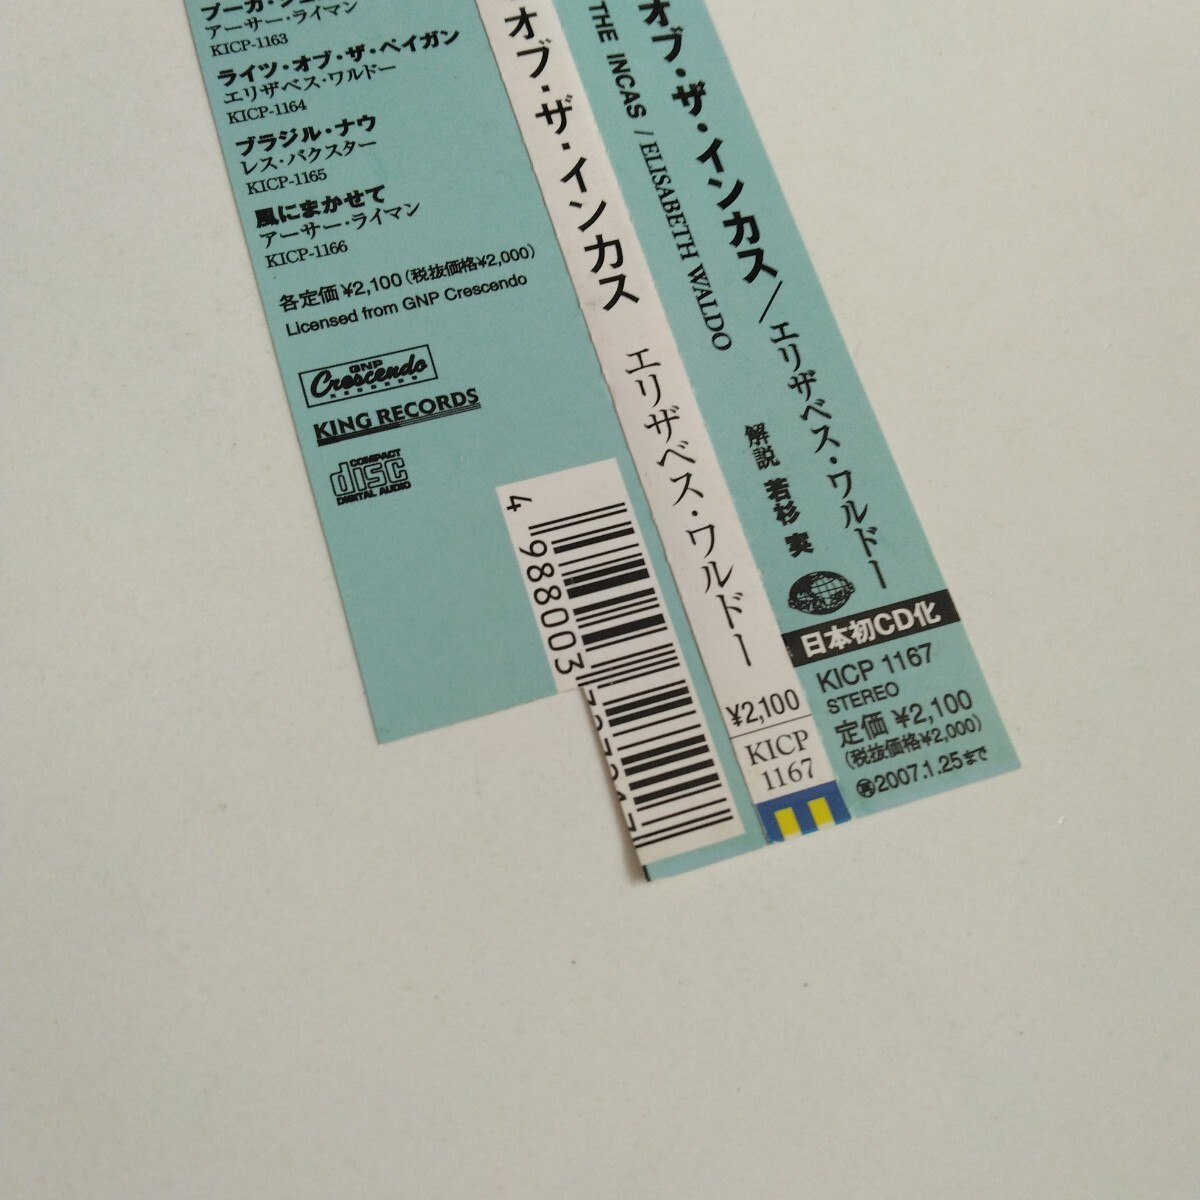 アーサー・ライマン
KICP-1163
ライツ・オブ・ザ・ペイガン
エリザベス・ワルドー
KICP-1164
ブラジル・ナウ
レス・バクスター
KICP-1165
風にまかせて
アーサー・ライマン
KICP-1166
各定価¥2,100(税抜価格¥2,000)
Licensed from GNP Crescendo
GNP
Crescendo
RECORDS
KING RECORDS
COMPACT
disc
DIGITAL AUDIO
4 988003
オブ・ザ・インカス エリザベス・ワルドー
¥2,100
KICP
1167
オブ・ザ・インカス/エリザベス・ワルドー
THE INCAS / ELISABETH WALDO
解説 若杉 実
日本初CD化
KICP 1167
STEREO
定価 ¥2,100
(税抜価格¥2,000)
再2007.1.25まで